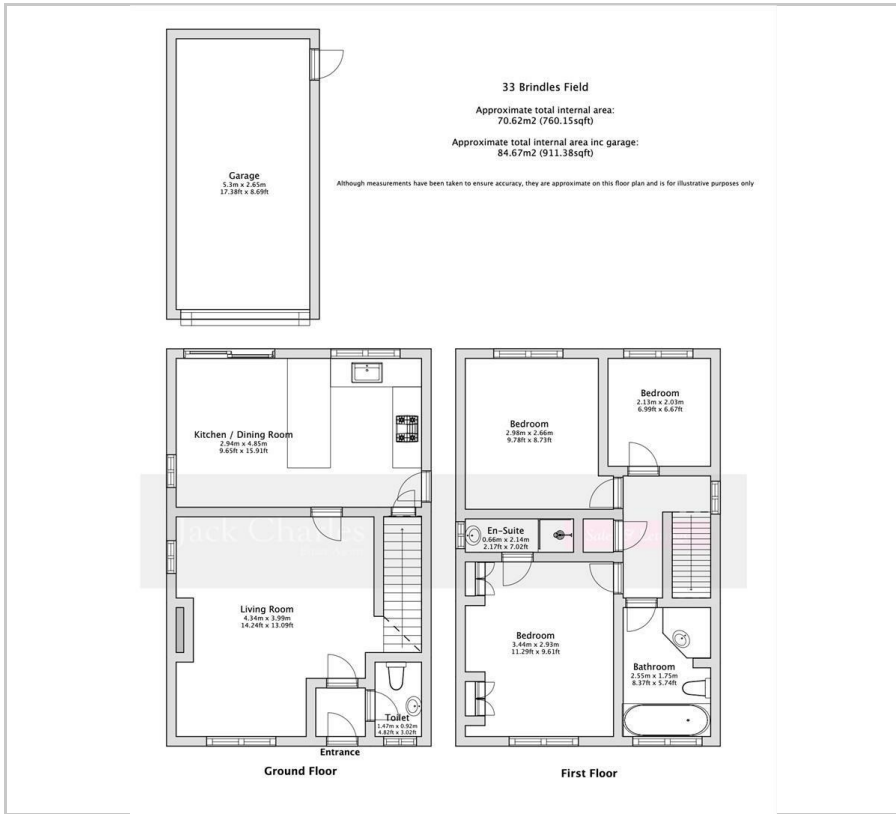 33 Brindles Field
Approximate total internal area:
70.62m2 (760.15sqft)
Approximate total internal area inc garage:
84.67m2 (911.38sqft)
Although measurements have been taken to ensure accuracy, they are approximate on this floor plan and is for illustrative purposes only
Garage
5.3m x 2.65m
17.38ft x 8.69ft
Kitchen / Dining Room
2.94m x 4.85m
9.65ft x 15.91ft
Bedroom
2.98m x 2.66m
9.78ft x 8.73ft
Bedroom
2.13m x 2.03m
6.99ft x 6.67ft
Jack Charles
En-Suite
0.66m x 2.14m
2.17ft x 7.02ft
Living Room
4.34m x 3.99m
14.24ft x 13.09ft
Bedroom
3.44m x 2.93m
11.29ft x 9.61ft
Bathroom
2.55m x 1.75m
8.37ft x 5.74ft
Toilet
1.47m x 0.92m
4.82ft x 3.02ft
Entrance
Ground Floor
First Floor